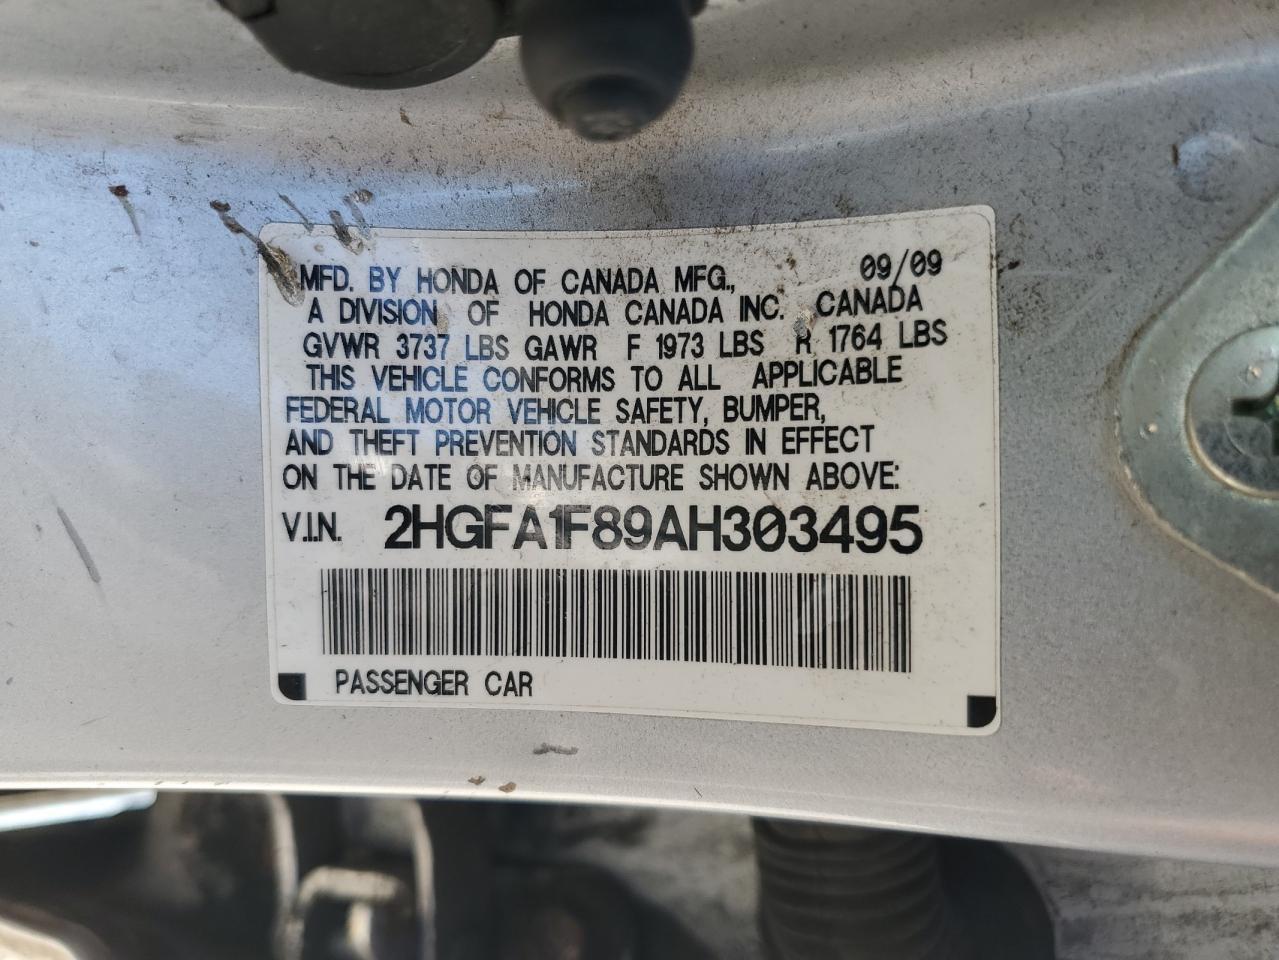 MFD. BY HONDA OF CANADA MFG., 09/09
A DIVISION OF HONDA CANADA INC. CANADA
GVWR 3737 LBS GAWR F 1973 LBS R 1764 LBS
THIS VEHICLE CONFORMS TO ALL APPLICABLE
FEDERAL MOTOR VEHICLE SAFETY, BUMPER,
AND THEFT PREVENTION STANDARDS IN EFFECT
ON THE DATE OF MANUFACTURE SHOWN ABOVE:
V.I.N. 2HGFA1F89AH303495
PASSENGER CAR